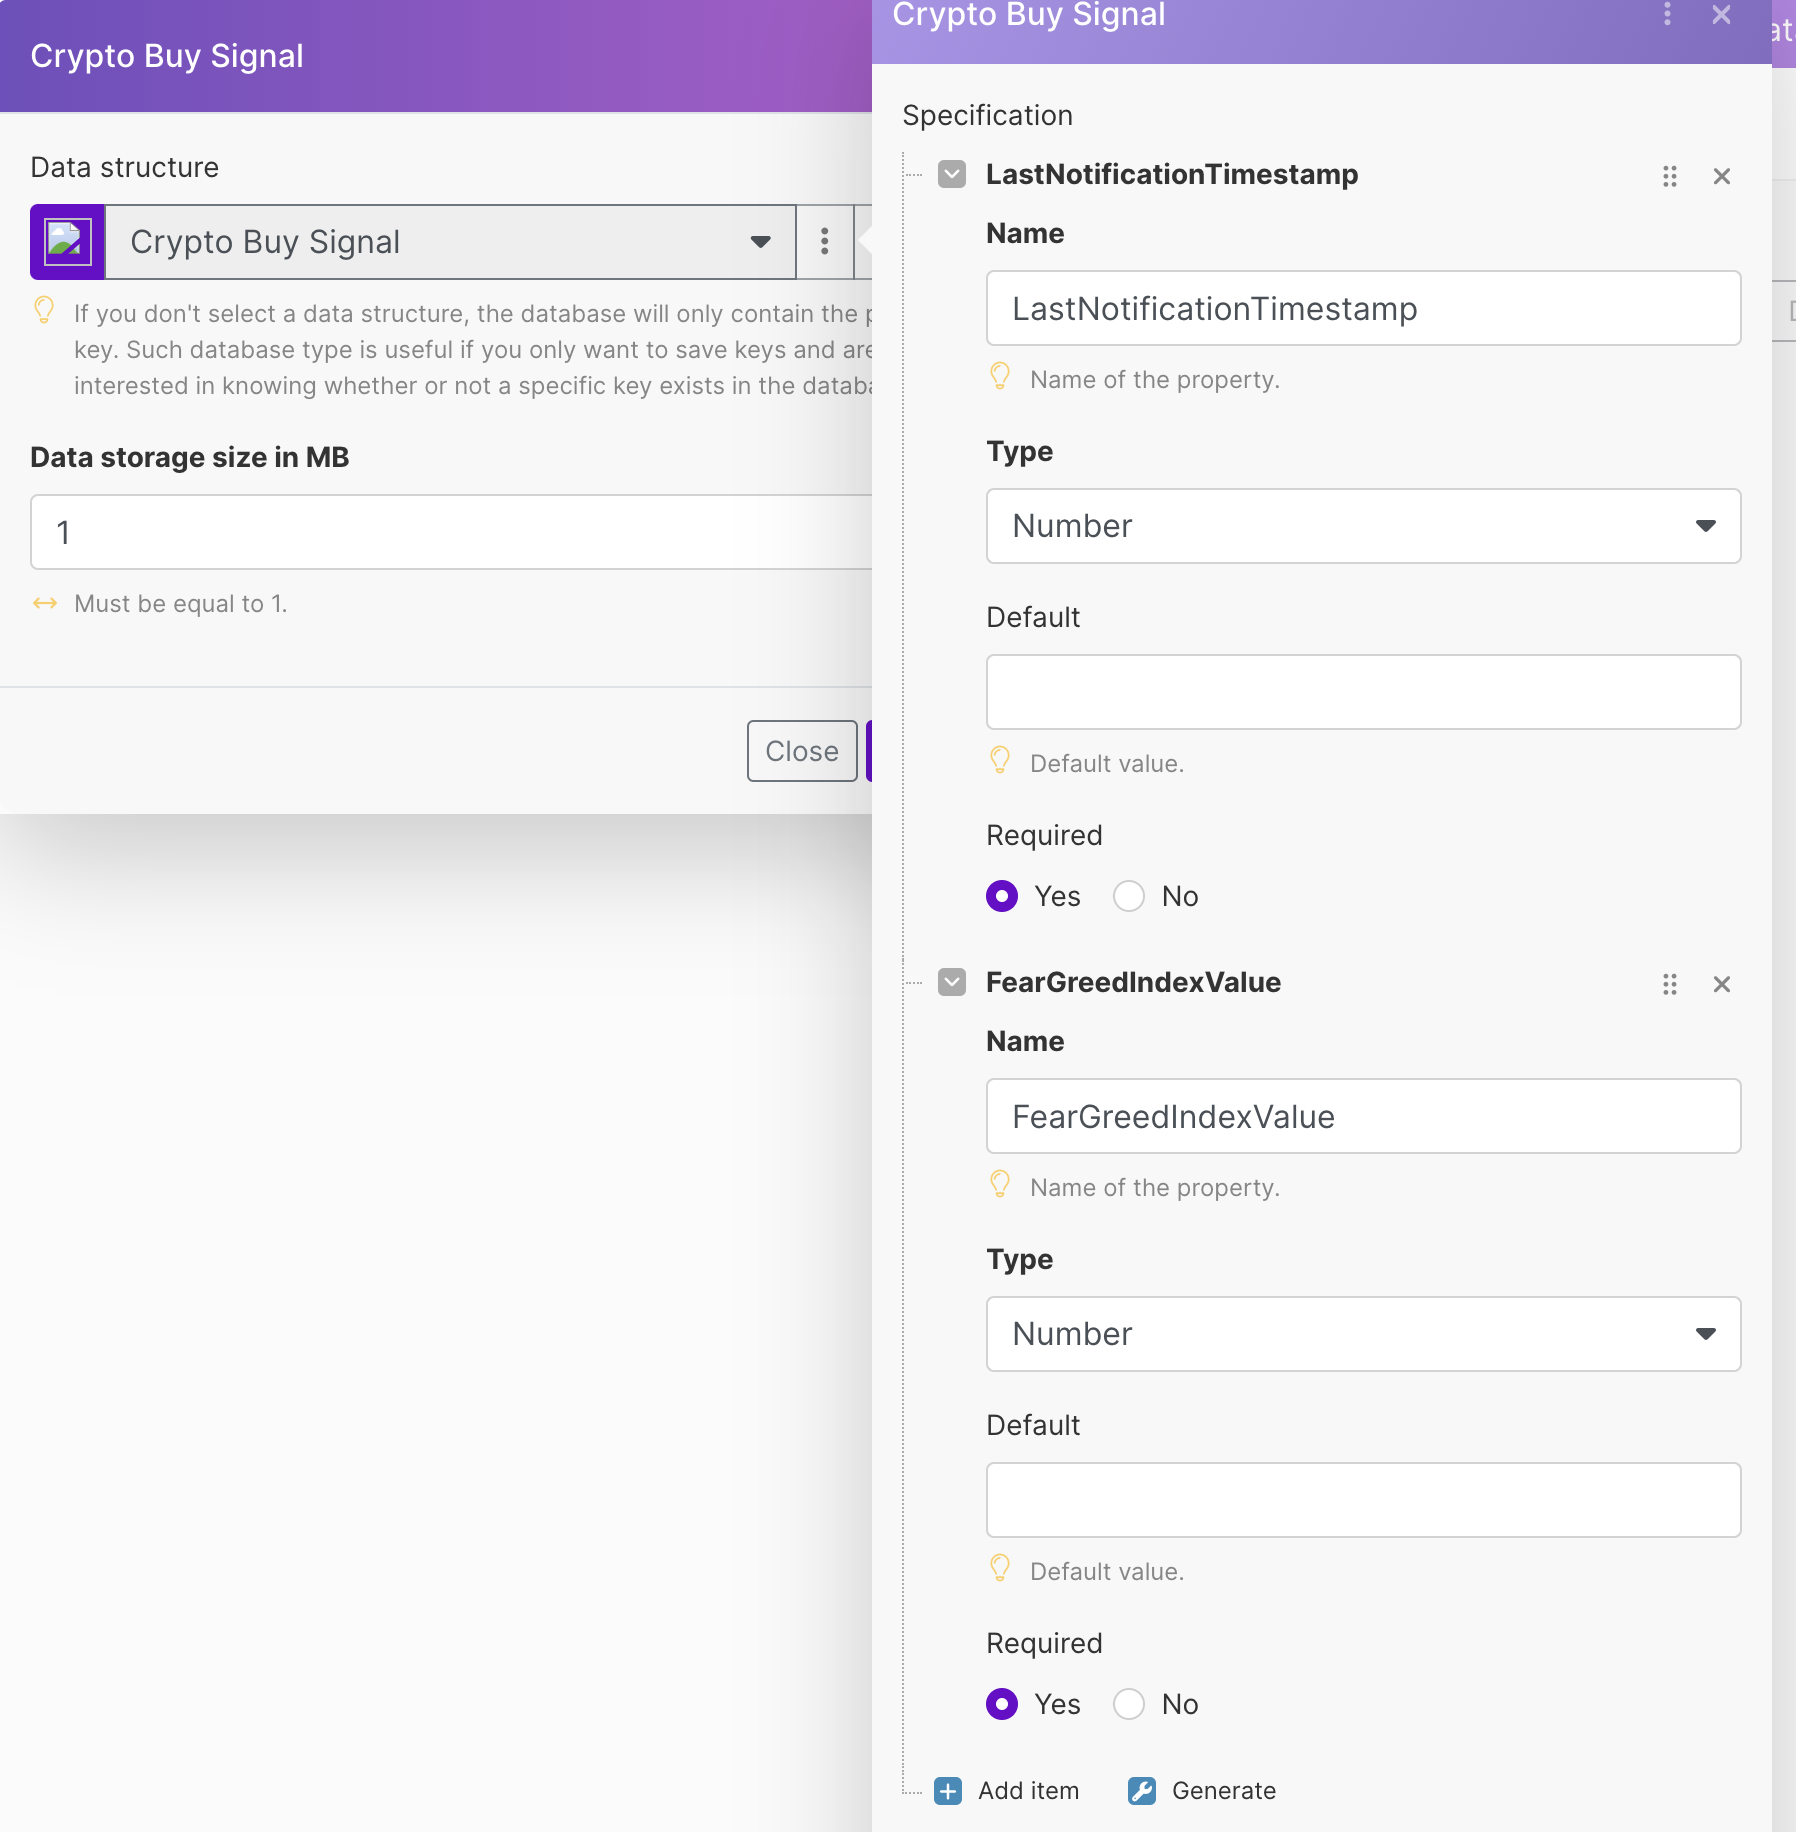 Crypto Buy Signal
Data structure
Crypto Buy Signal
If you don't select a data structure, the database will only contain the
key. Such database type is useful if you only want to save keys and are
interested in knowing whether or not a specific key exists in the
Data storage size in MB
1
Must be equal to 1.
Close
Crypto Buy Signal
Specification
LastNotificationTimestamp
Name
LastNotificationTimestamp
Name of the property.
Type
Number
Default
Default value.
Required
Yes No
FearGreedIndexValue
Name
FearGreedIndexValue
Name of the property.
Type
Number
Default
Default value.
Required
Yes No
Add item Generate